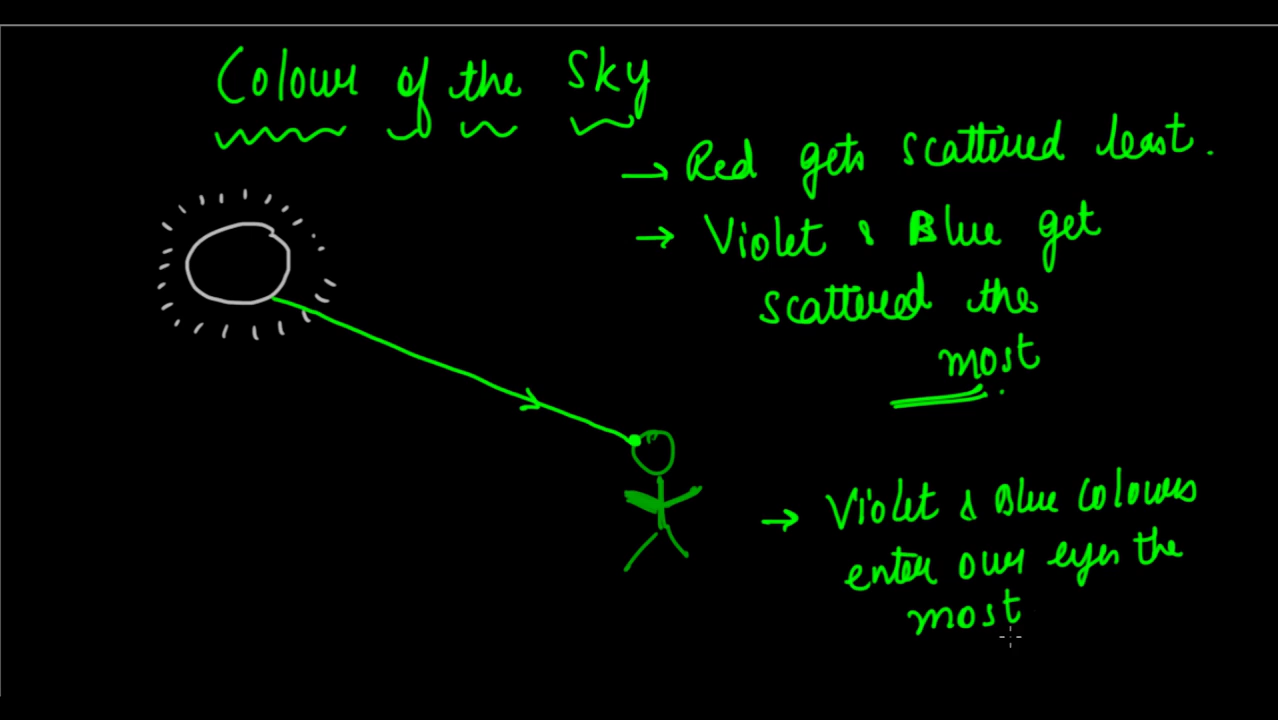 Colour of the Sky
→ Red gets scattered least.
→ Violet & Blue get
scattered the
most.
→ Violet & Blue colours
enter our eyes the
most